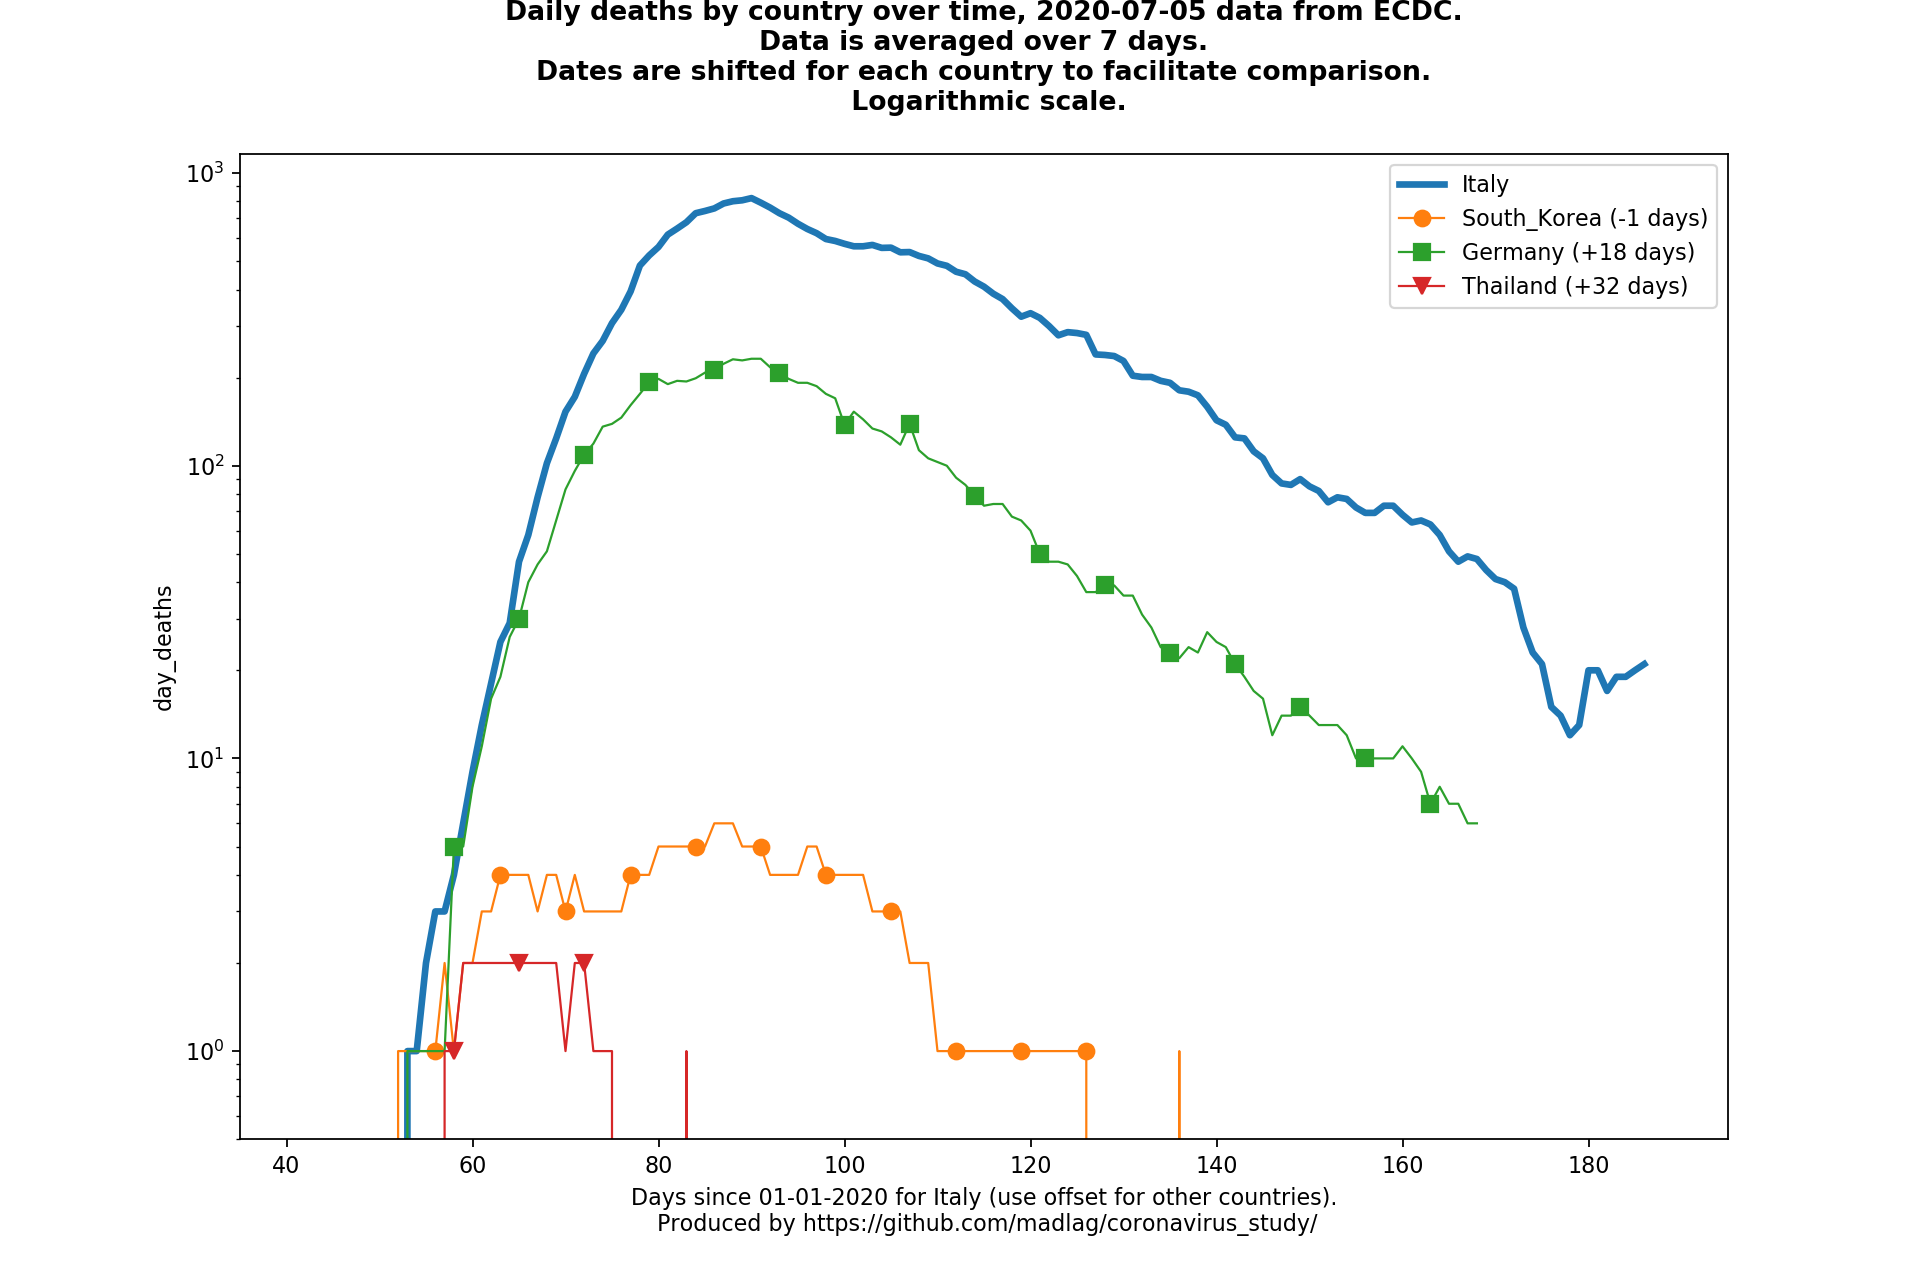 Daily deaths by country over time, 2020-07-05 data from ECDC.
Data is averaged over 7 days.
Dates are shifted for each country to facilitate comparison.
Logarithmic scale.
10³
10²
10¹
10⁰
day_deaths
Italy
South_Korea (-1 days)
Germany (+18 days)
Thailand (+32 days)
40 60 80 100 120 140 160 180
Days since 01-01-2020 for Italy (use offset for other countries).
Produced by https://github.com/madlag/coronavirus_study/